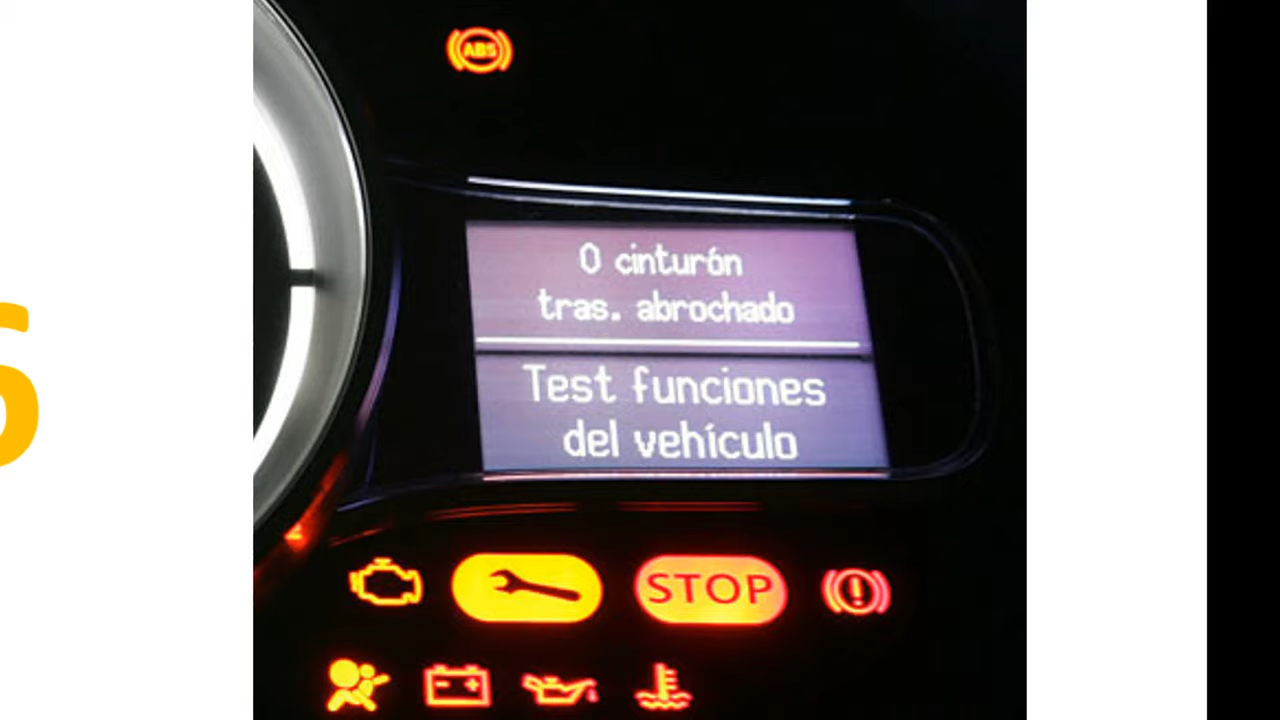 ABS
0 cinturón
tras. abrochado
Test funciones
del vehículo
STOP